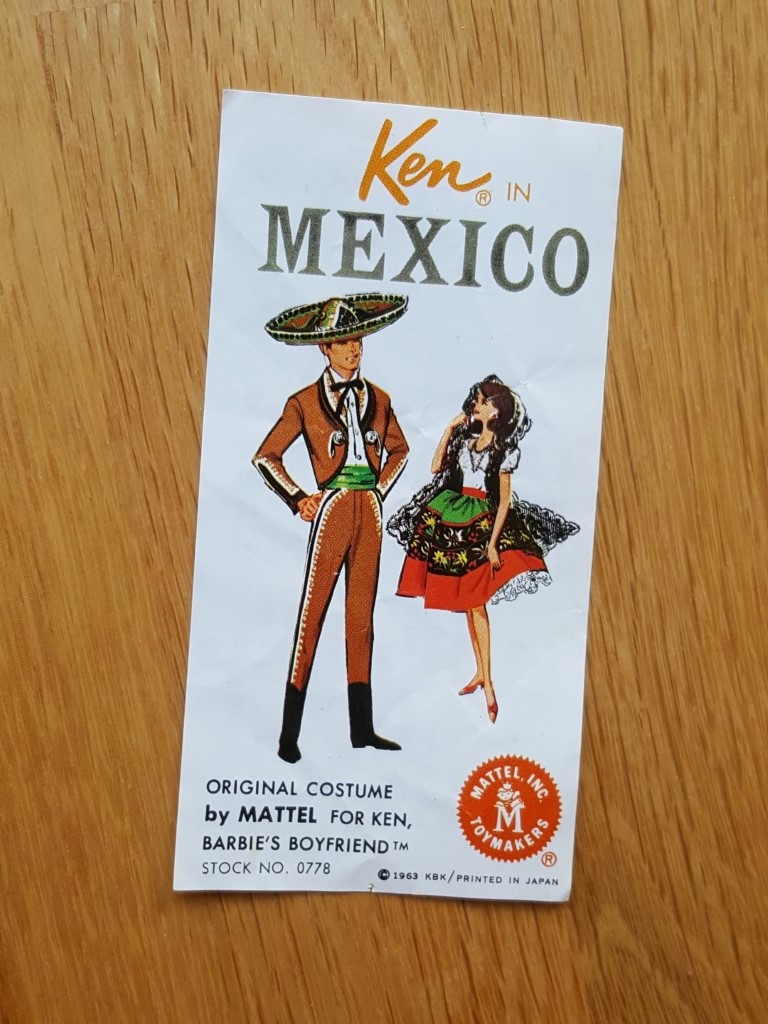 Ken® IN
MEXICO
ORIGINAL COSTUME
by MATTEL FOR KEN,
BARBIE'S BOYFRIEND™
STOCK NO. 0778
MATTEL, INC.
M
TOYMAKERS
®
©1963 KBK/PRINTED IN JAPAN